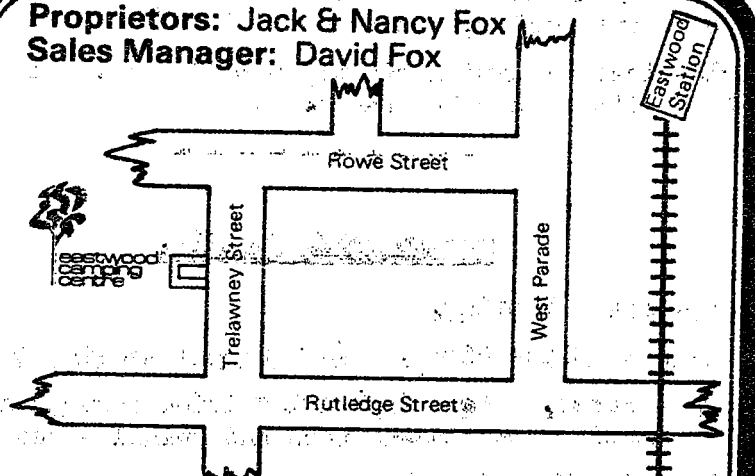 Proprietors: Jack & Nancy Fox
Sales Manager: David Fox
Eastwood
Station
Rowe Street
Trelawney Street
eastwood
camping
centre
West Parade
Rutledge Street